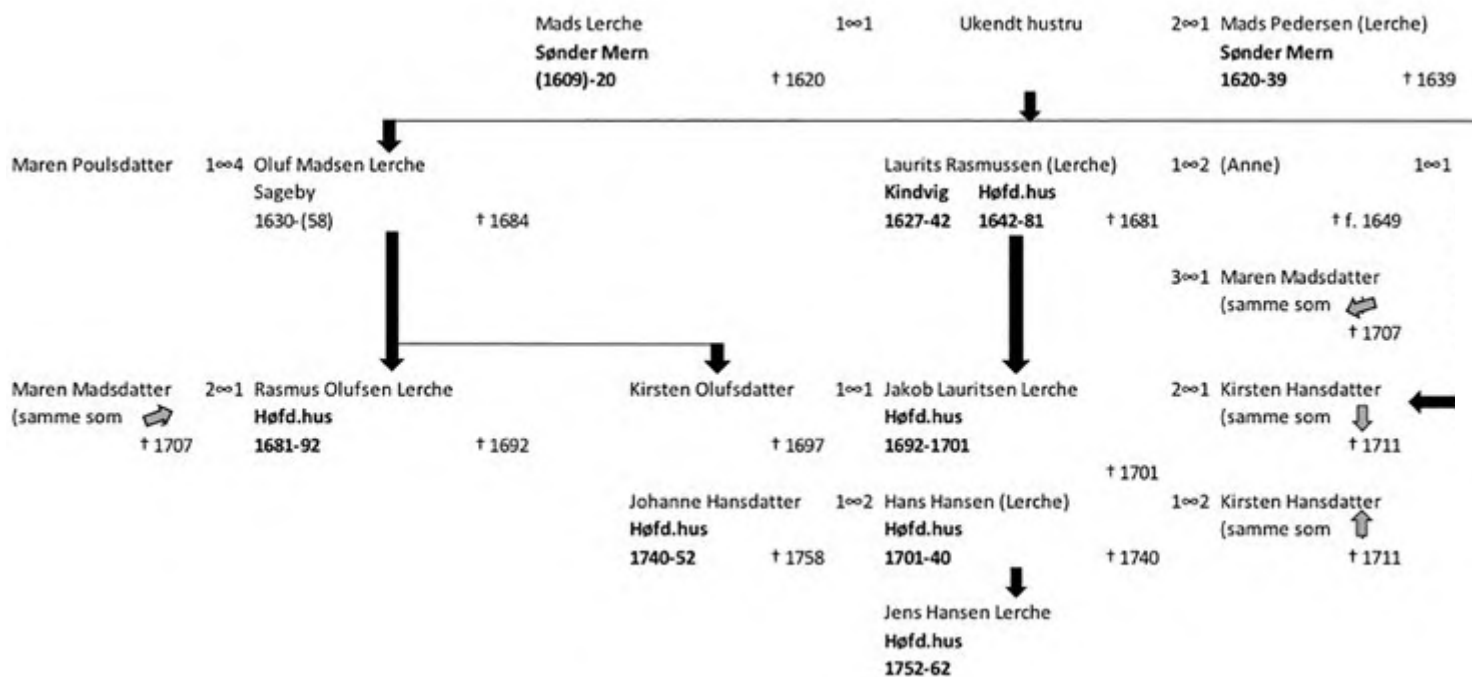 Mads Lerche 1∞1 Ukendt hustru 2∞1 Mads Pedersen (Lerche)
Sønder Mern Sønder Mern
(1609)-20 † 1620 1620-39 † 1639
Maren Poulsdatter 1∞4 Oluf Madsen Lerche Laurits Rasmussen (Lerche) 1∞2 (Anne) 1∞1
Sageby Kindvig Høfd.hus
1630-(58) † 1684 1627-42 1642-81 † 1681 † f. 1649
3∞1 Maren Madsdatter
(samme som
† 1707
Maren Madsdatter 2∞1 Rasmus Olufsen Lerche Kirsten Olufsdatter 1∞1 Jakob Lauritsen Lerche 2∞1 Kirsten Hansdatter
(samme som Høfd.hus Høfd.hus (samme som
† 1707 1681-92 † 1692 † 1697 1692-1701 † 1711
† 1701
Johanne Hansdatter 1∞2 Hans Hansen (Lerche) 1∞2 Kirsten Hansdatter
Høfd.hus Høfd.hus (samme som
1740-52 † 1758 1701-40 † 1740 † 1711
Jens Hansen Lerche
Høfd.hus
1752-62